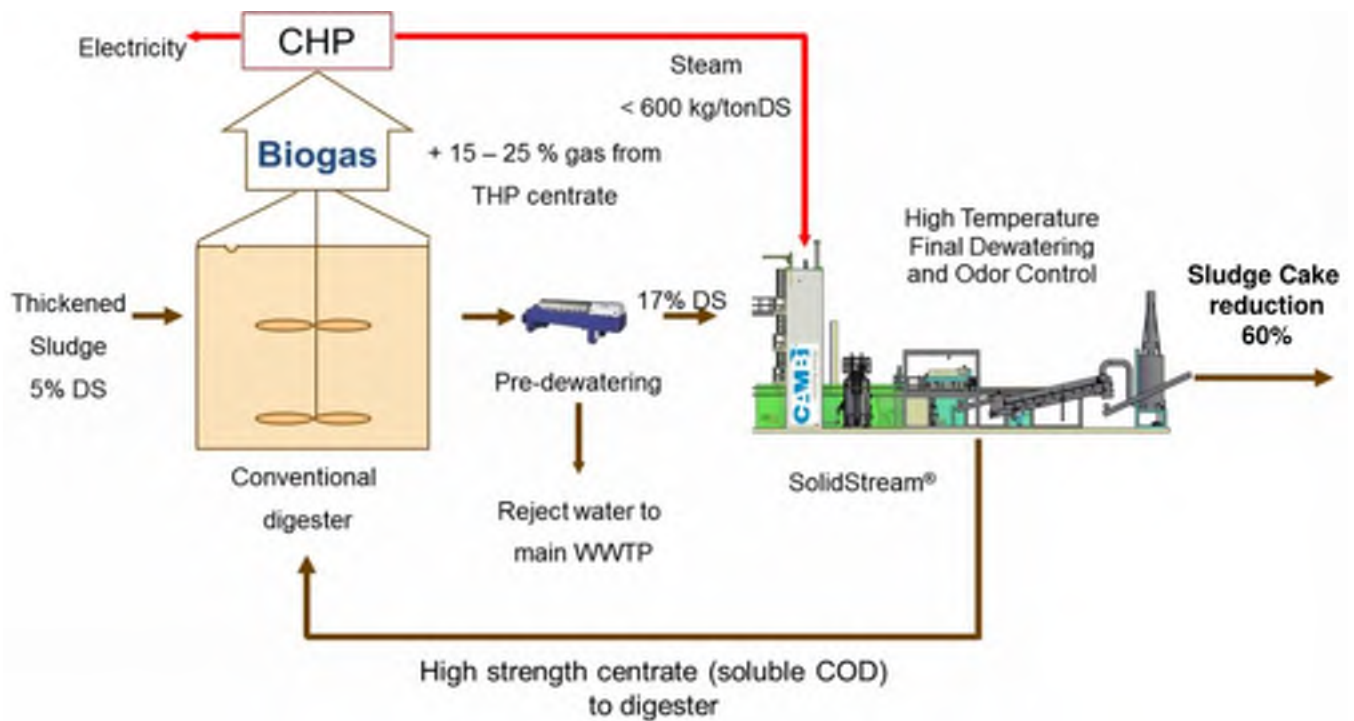 Electricity
CHP
Steam
< 600 kg/tonDS
Biogas
+ 15 – 25 % gas from
THP centrate
High Temperature
Final Dewatering
and Odor Control
Thickened
Sludge
5% DS
17% DS
Sludge Cake
reduction
60%
Pre-dewatering
CAMBI
Conventional
digester
SolidStream®
Reject water to
main WWTP
High strength centrate (soluble COD)
to digester